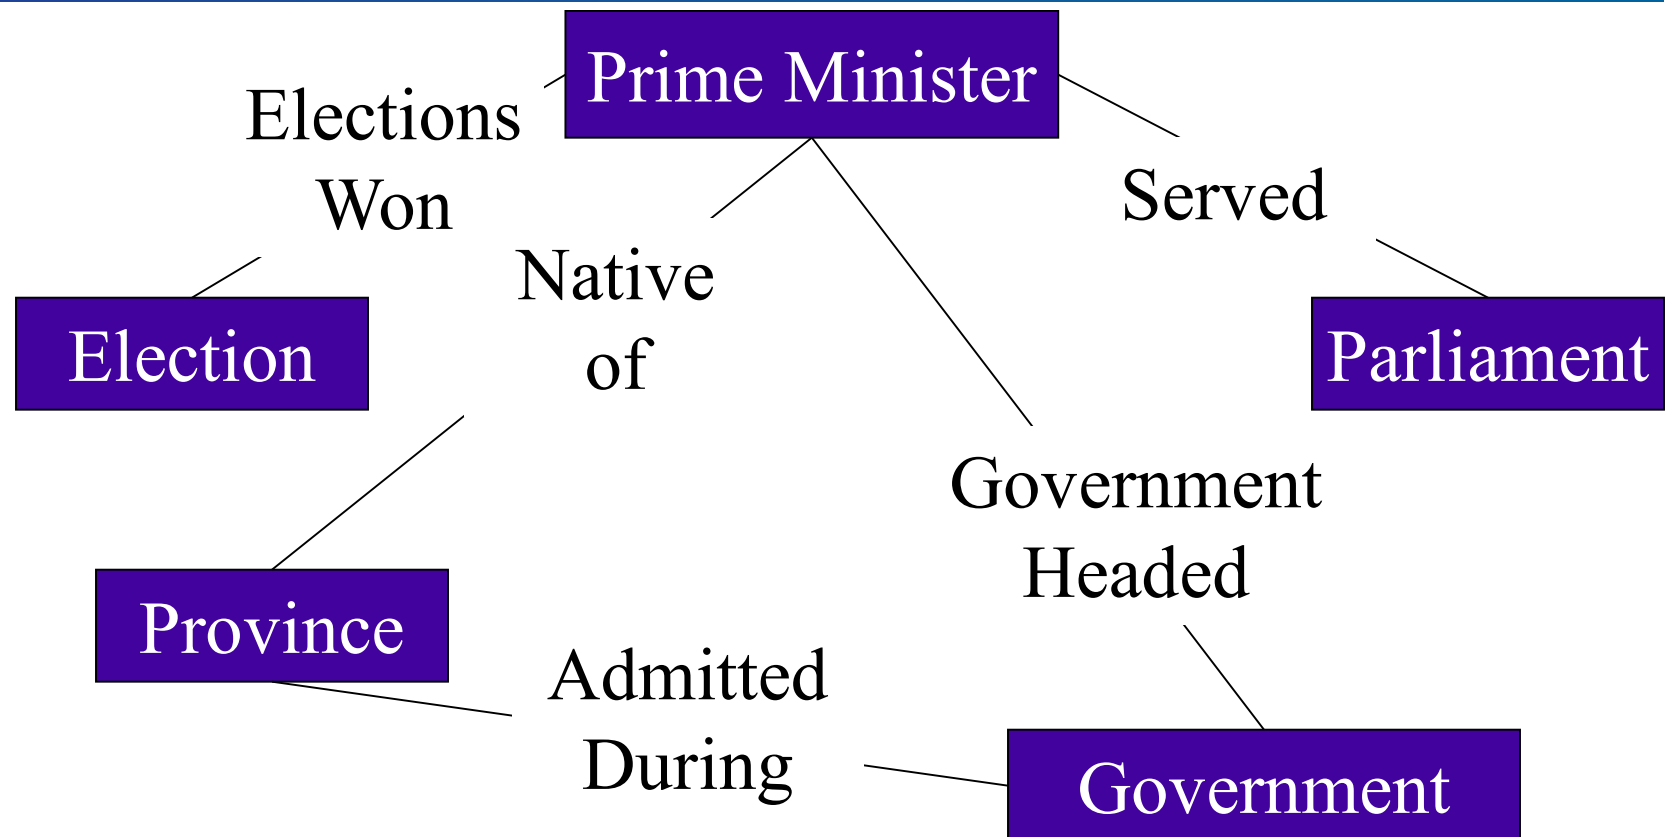 Prime Minister
Elections
Won
Served
Native
of
Election
Parliament
Government
Headed
Province
Admitted
During
Government